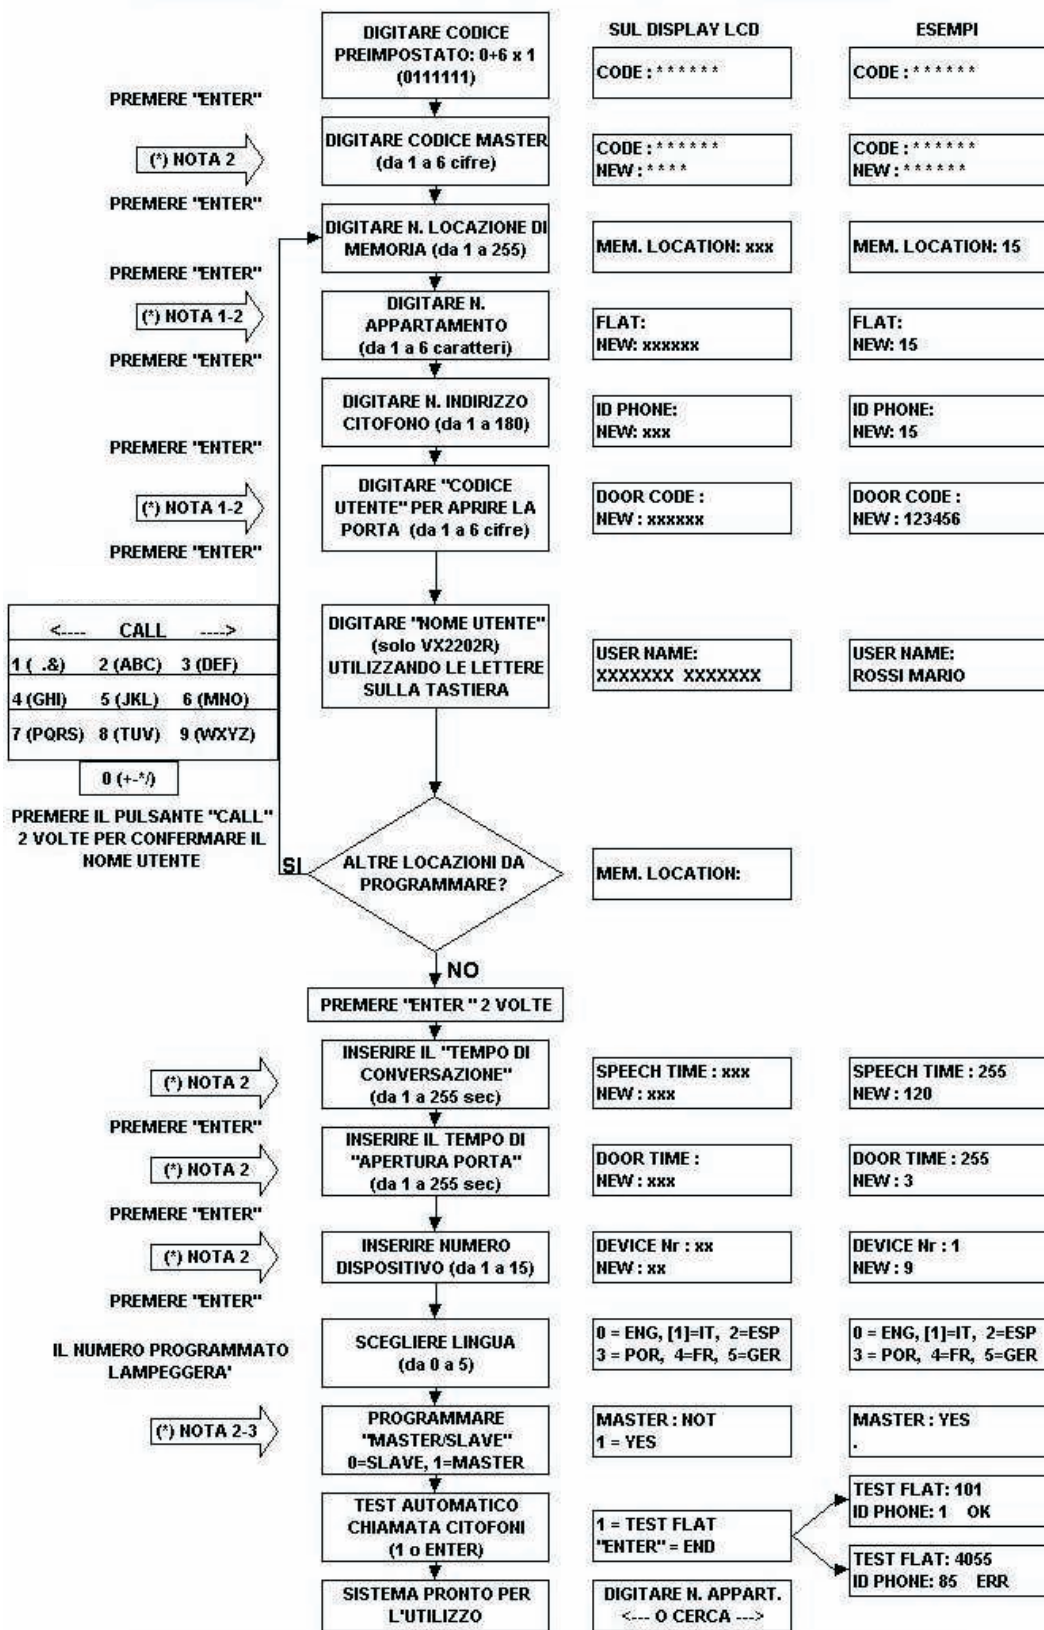 DIGITARE CODICE
PREIMPOSTATO: 0+6 x 1
(0111111)
SUL DISPLAY LCD
ESEMPI
CODE : * * * * * *
CODE : * * * * * *
PREMERE "ENTER"
(*) NOTA 2
DIGITARE CODICE MASTER
(da 1 a 6 cifre)
CODE : * * * * * *
NEW : * * * *
CODE : * * * * * *
NEW : * * * * * *
PREMERE "ENTER"
DIGITARE N. LOCAZIONE DI
MEMORIA (da 1 a 255)
MEM. LOCATION: xxx
MEM. LOCATION: 15
PREMERE "ENTER"
(*) NOTA 1-2
DIGITARE N.
APPARTAMENTO
(da 1 a 6 caratteri)
FLAT:
NEW: xxxxxx
FLAT:
NEW: 15
PREMERE "ENTER"
DIGITARE N. INDIRIZZO
CITOFONO (da 1 a 180)
ID PHONE:
NEW: xxx
ID PHONE:
NEW: 15
PREMERE "ENTER"
(*) NOTA 1-2
DIGITARE "CODICE
UTENTE" PER APRIRE LA
PORTA (da 1 a 6 cifre)
DOOR CODE :
NEW : xxxxxx
DOOR CODE :
NEW : 123456
PREMERE "ENTER"
<---- CALL ---->
1 ( .&) 2 (ABC) 3 (DEF)
4 (GHI) 5 (JKL) 6 (MNO)
7 (PQRS) 8 (TUV) 9 (WXYZ)
0 (+-*/)
DIGITARE "NOME UTENTE"
(solo VX2202R)
UTILIZZANDO LE LETTERE
SULLA TASTIERA
USER NAME:
XXXXXXX XXXXXXX
USER NAME:
ROSSI MARIO
PREMERE IL PULSANTE "CALL"
2 VOLTE PER CONFERMARE IL
NOME UTENTE
SI
ALTRE LOCAZIONI DA
PROGRAMMARE?
MEM. LOCATION:
NO
PREMERE "ENTER " 2 VOLTE
(*) NOTA 2
INSERIRE IL "TEMPO DI
CONVERSAZIONE"
(da 1 a 255 sec)
SPEECH TIME : xxx
NEW : xxx
SPEECH TIME : 255
NEW : 120
PREMERE "ENTER"
(*) NOTA 2
INSERIRE IL TEMPO DI
"APERTURA PORTA"
(da 1 a 255 sec)
DOOR TIME :
NEW : xxx
DOOR TIME : 255
NEW : 3
PREMERE "ENTER"
(*) NOTA 2
INSERIRE NUMERO
DISPOSITIVO (da 1 a 15)
DEVICE Nr : xx
NEW : xx
DEVICE Nr : 1
NEW : 9
PREMERE "ENTER"
IL NUMERO PROGRAMMATO
LAMPEGGERA'
SCEGLIERE LINGUA
(da 0 a 5)
0 = ENG, [1]=IT, 2=ESP
3 = POR, 4=FR, 5=GER
0 = ENG, [1]=IT, 2=ESP
3 = POR, 4=FR, 5=GER
(*) NOTA 2-3
PROGRAMMARE
"MASTER/SLAVE"
0=SLAVE, 1=MASTER
MASTER : NOT
1 = YES
MASTER : YES
.
TEST AUTOMATICO
CHIAMATA CITOFONI
(1 o ENTER)
1 = TEST FLAT
"ENTER" = END
TEST FLAT: 101
ID PHONE: 1 OK
TEST FLAT: 4055
ID PHONE: 85 ERR
SISTEMA PRONTO PER
L'UTILIZZO
DIGITARE N. APPART.
<--- O CERCA --->